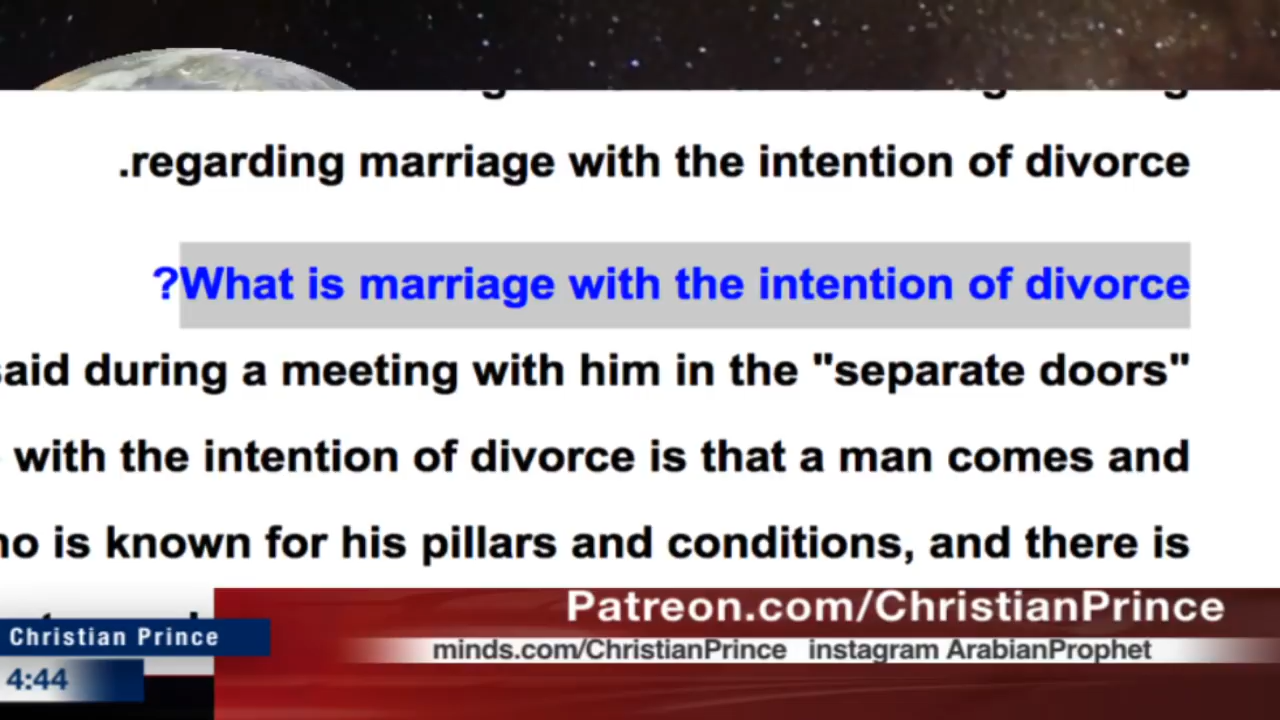 .regarding marriage with the intention of divorce
?What is marriage with the intention of divorce
said during a meeting with him in the "separate doors"
with the intention of divorce is that a man comes and
is known for his pillars and conditions, and there is
Patreon.com/ChristianPrince
Christian Prince
minds.com/ChristianPrince instagram ArabianProphet
4:44